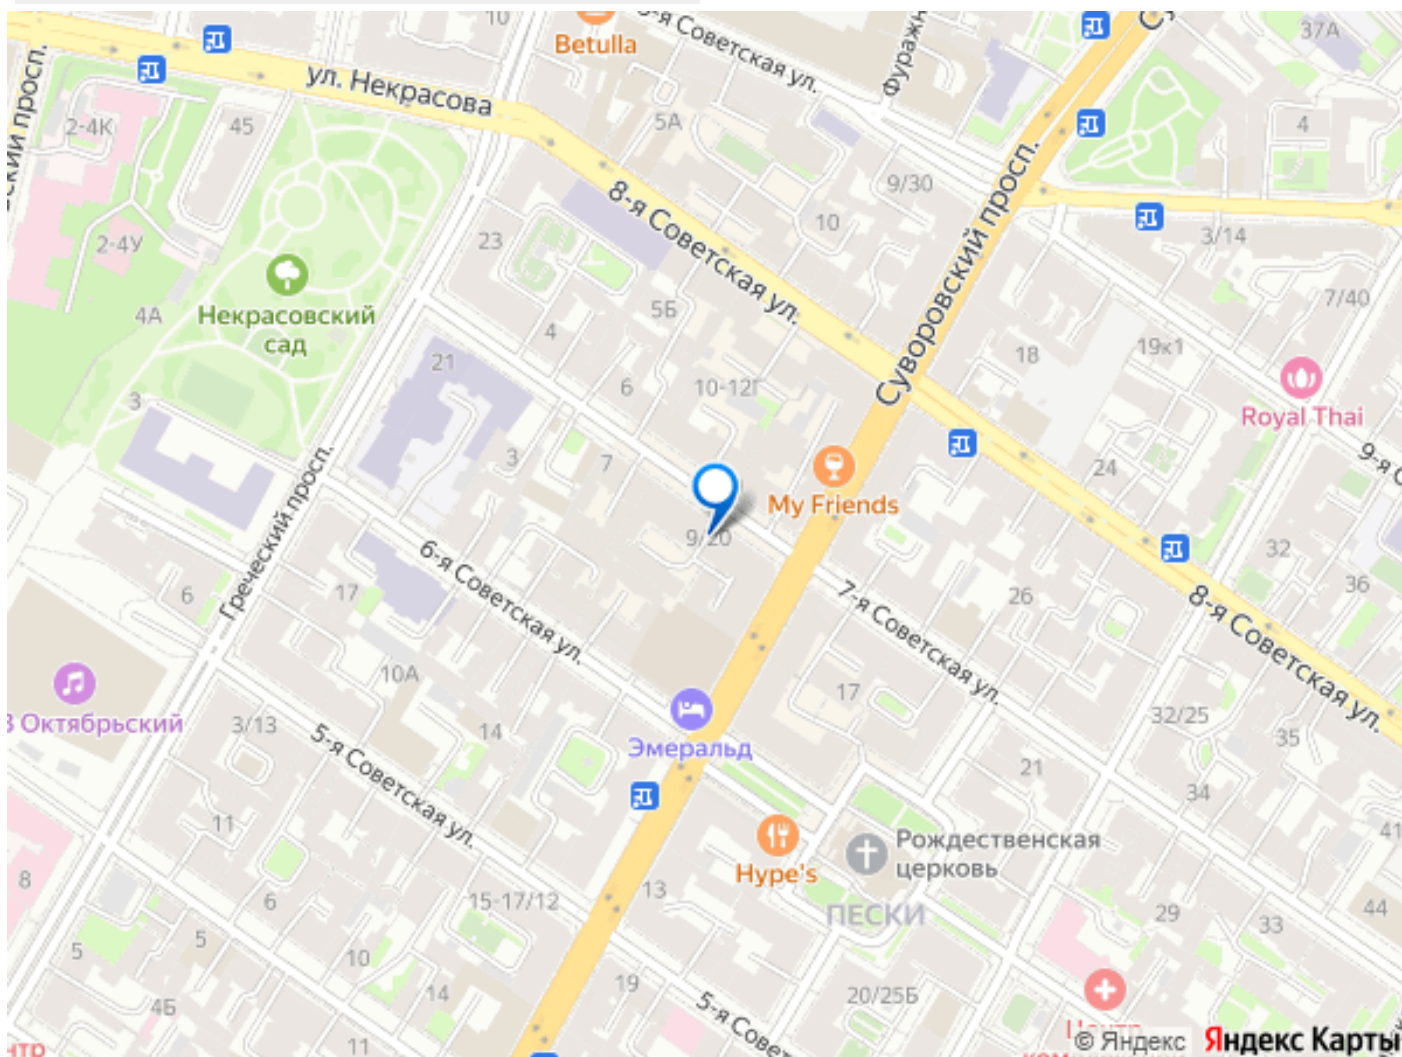 10
Betulla
-я Советская ул.
Фуражн
Су
37А
ул. Некрасова
ский просп.
2-4К
45
5А
4
9/30
8-я Советская ул.
10
Суворовский просп.
3/14
2-4У
23
4А
Некрасовский
сад
5Б
4
7/40
21
18
19к1
6
10-12Г
Royal Thai
3
3
7
24
9-я С
My Friends
Греческий просп.
9/20
6-я Советская ул.
7-я Советская ул.
32
6
17
26
36
8-я Советская ул.
10А
17
Октябрьский
3/13
14
Эмеральд
32/25
35
5-я Советская ул.
21
34
11
Рождественская
церковь
41
Hype's
8
13
15-17/12
6
ПЕСКИ
29
33
44
5
5
10
14
19
20/25Б
4Б
5-я Сове
11
нтр
© Яндекс
Яндекс Карты